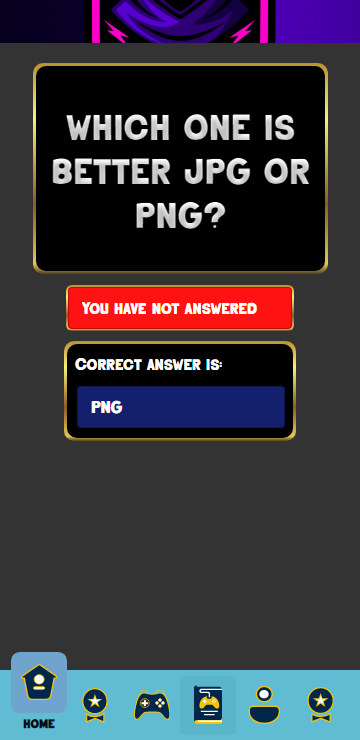 WHICH ONE IS
BETTER JPG OR
PNG?
YOU HAVE NOT ANSWERED
CORRECT ANSWER IS:
PNG
HOME